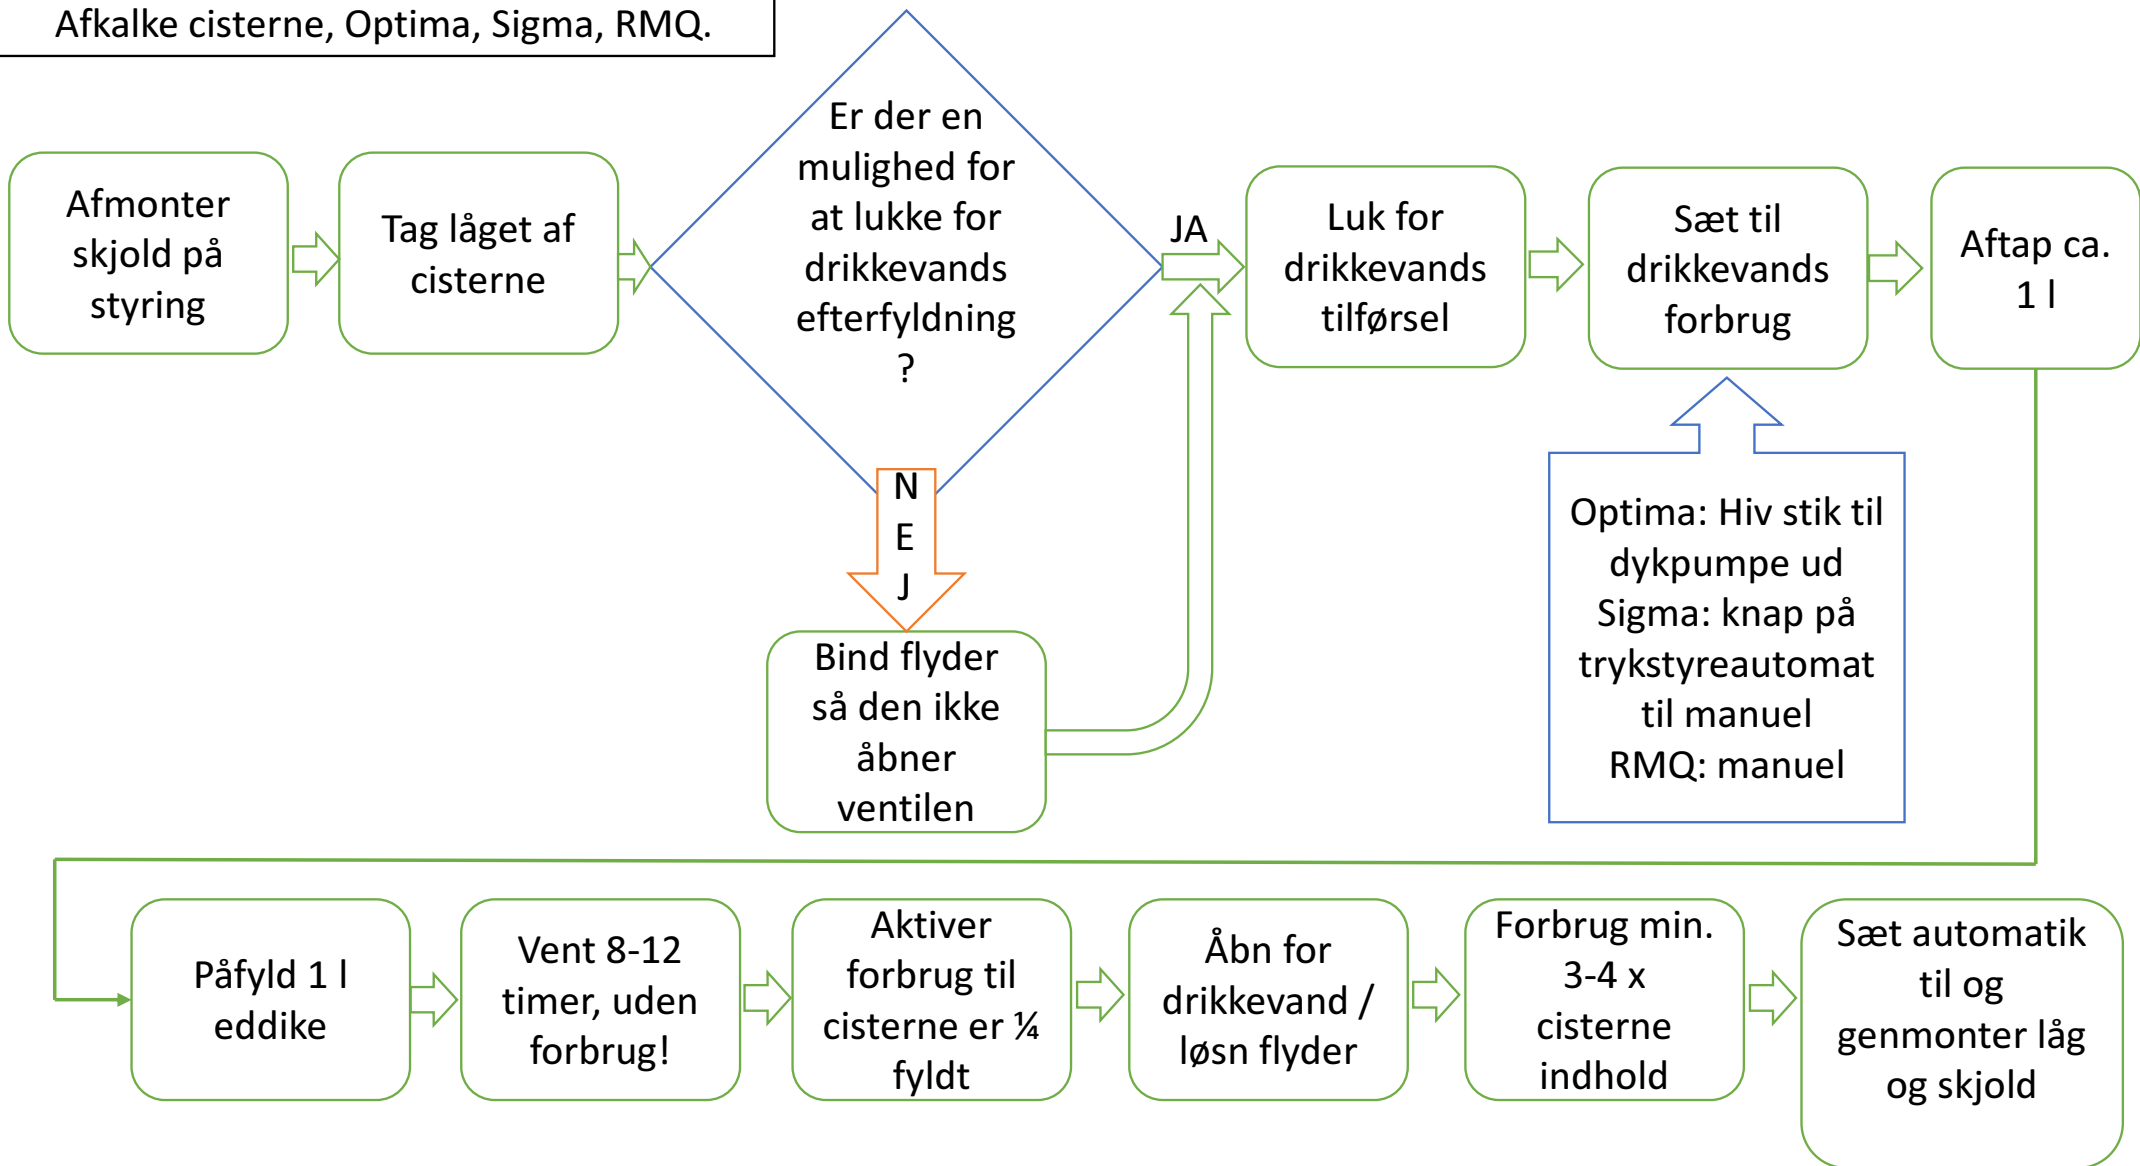 Afkalke cisterne, Optima, Sigma, RMQ.
Afmonter
skjold på
styring
Tag låget af
cisterne
Er der en
mulighed for
at lukke for
drikkevands
efterfyldning
?
JA
N
E
J
Bind flyder
så den ikke
åbner
ventilen
Luk for
drikkevands
tilførsel
Sæt til
drikkevands
forbrug
Optima: Hiv stik til
dykpumpe ud
Sigma: knap på
trykstyreautomat
til manuel
RMQ: manuel
Aftap ca.
1 l
Påfyld 1 l
eddike
Vent 8-12
timer, uden
forbrug!
Aktiver
forbrug til
cisterne er ¼
fyldt
Åbn for
drikkevand /
løsn flyder
Forbrug min.
3-4 x
cisterne
indhold
Sæt automatik
til og
genmonter låg
og skjold